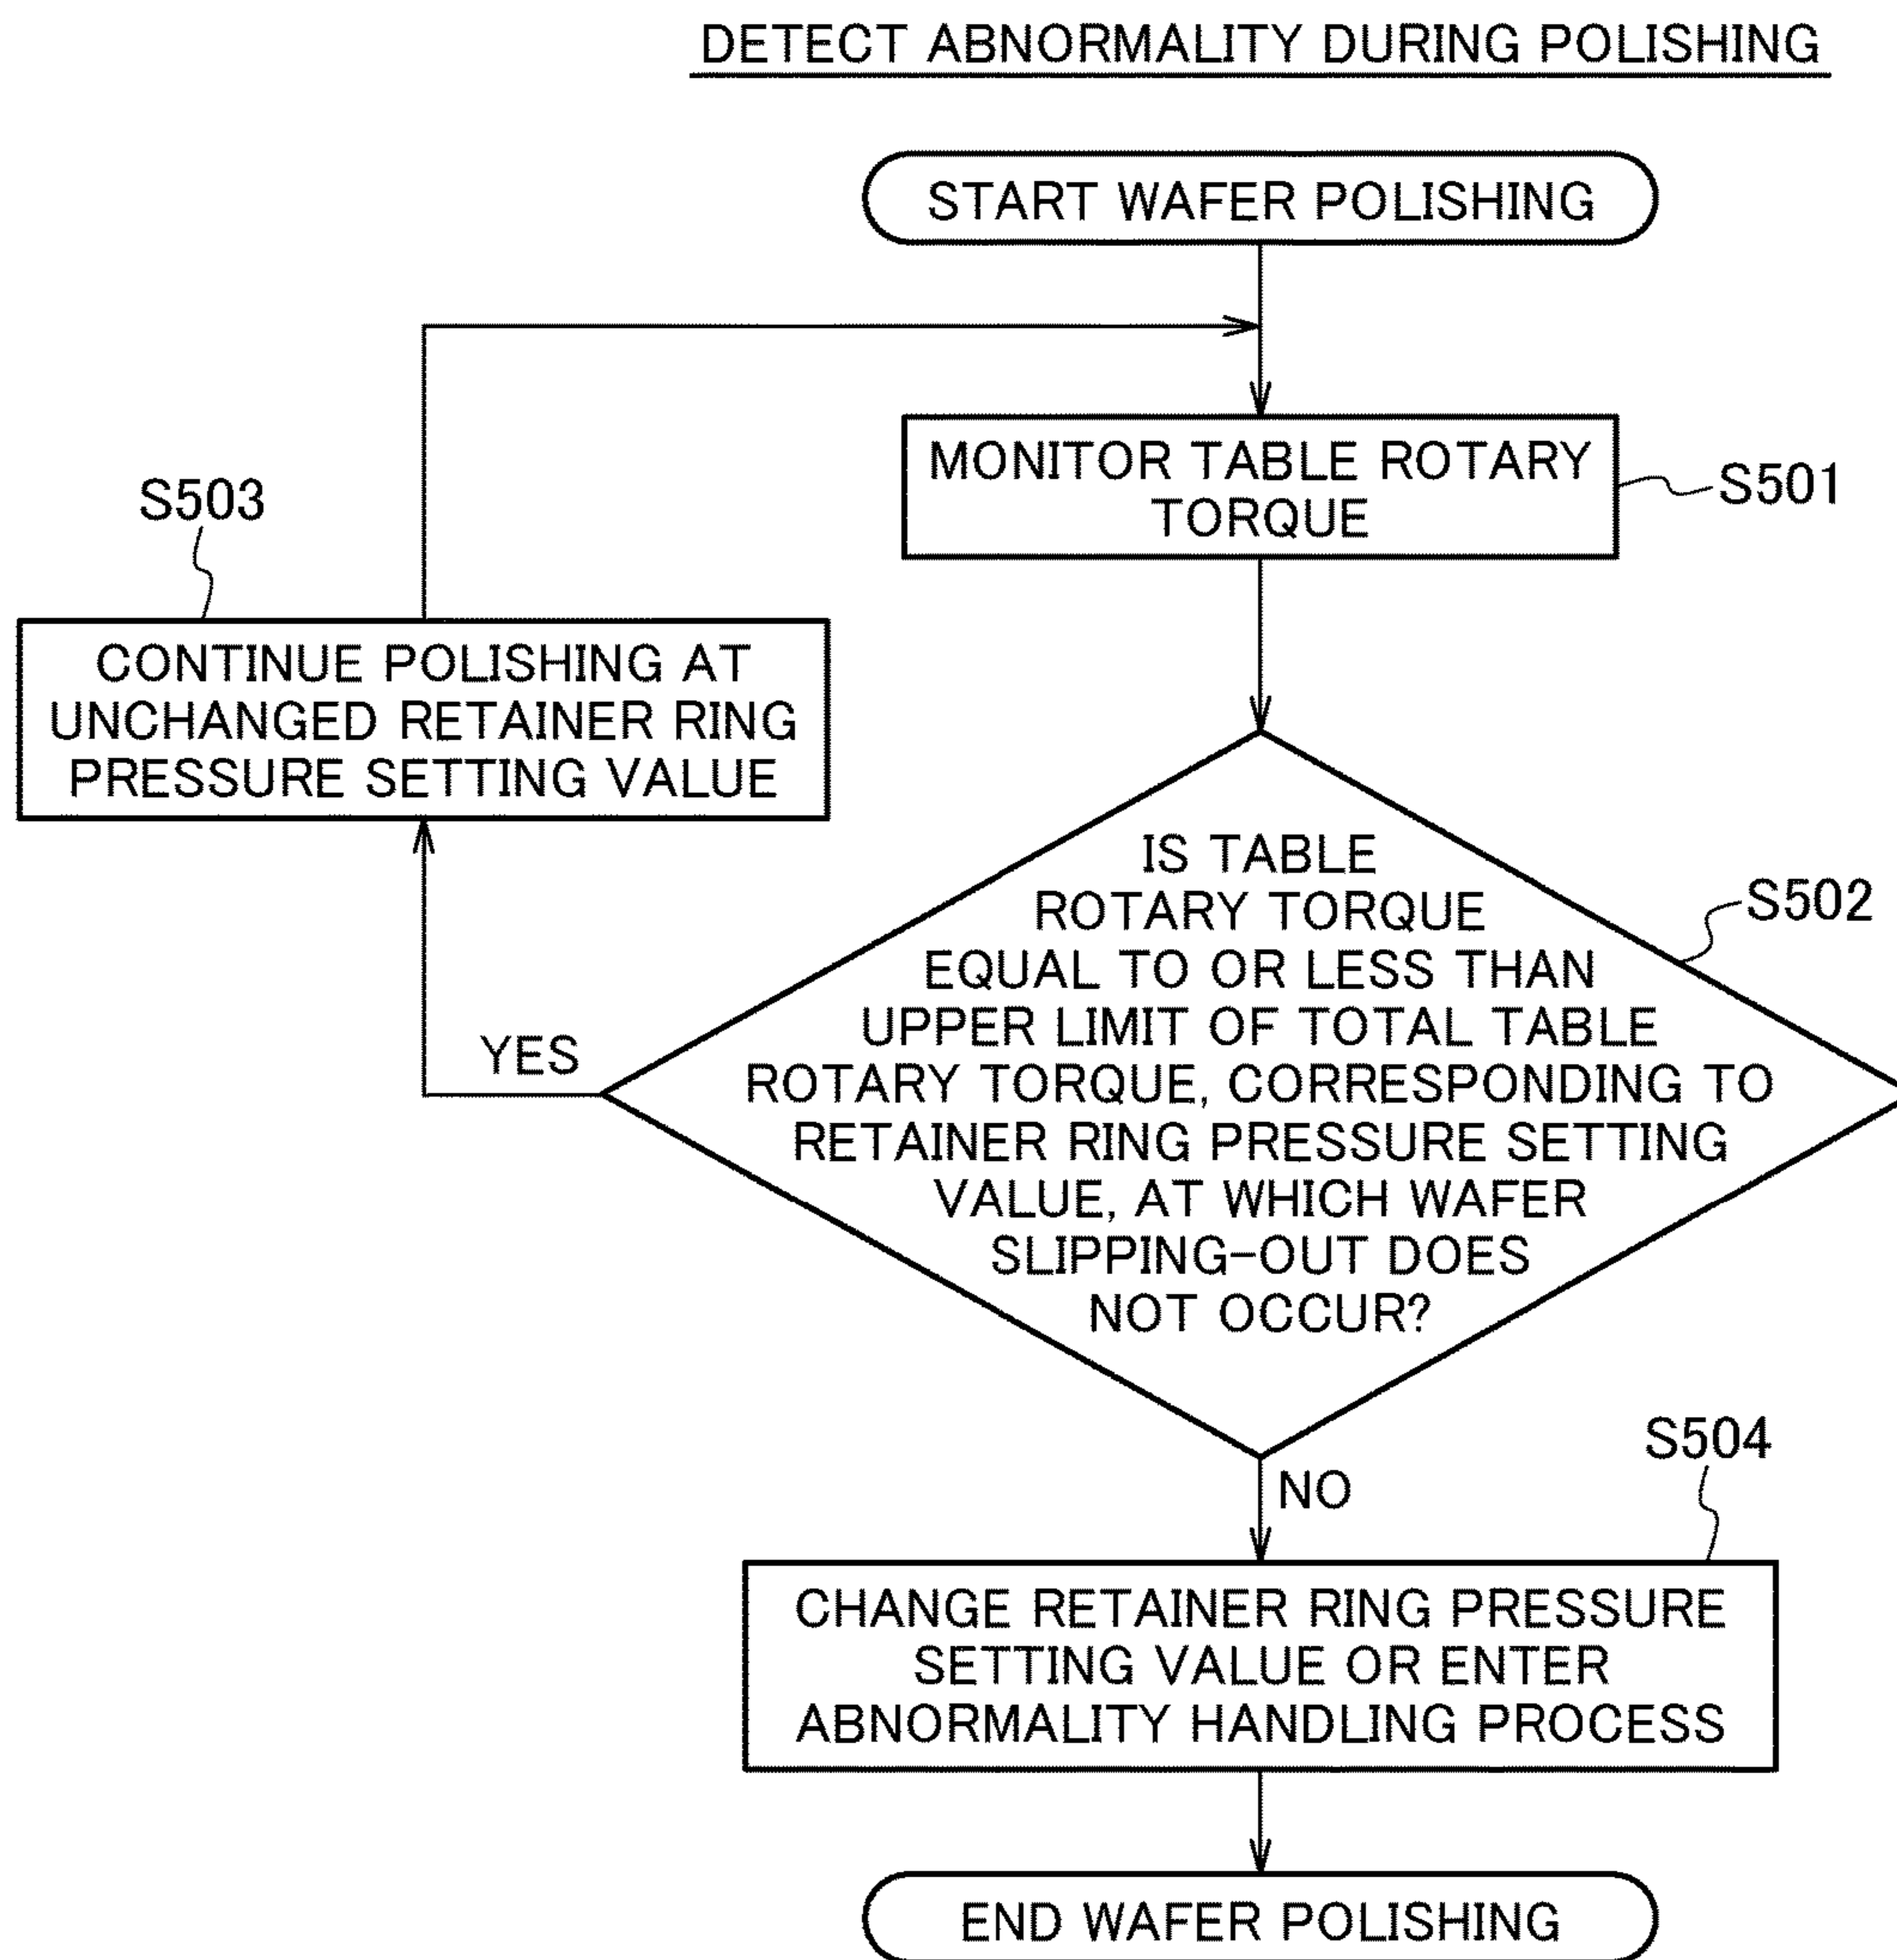 DETECT ABNORMALITY DURING POLISHING
START WAFER POLISHING
MONITOR TABLE ROTARY
TORQUE
S501
S503
CONTINUE POLISHING AT
UNCHANGED RETAINER RING
PRESSURE SETTING VALUE
IS TABLE
ROTARY TORQUE
EQUAL TO OR LESS THAN
UPPER LIMIT OF TOTAL TABLE
ROTARY TORQUE, CORRESPONDING TO
RETAINER RING PRESSURE SETTING
VALUE, AT WHICH WAFER
SLIPPING-OUT DOES
NOT OCCUR?
S502
YES
NO
S504
CHANGE RETAINER RING PRESSURE
SETTING VALUE OR ENTER
ABNORMALITY HANDLING PROCESS
END WAFER POLISHING